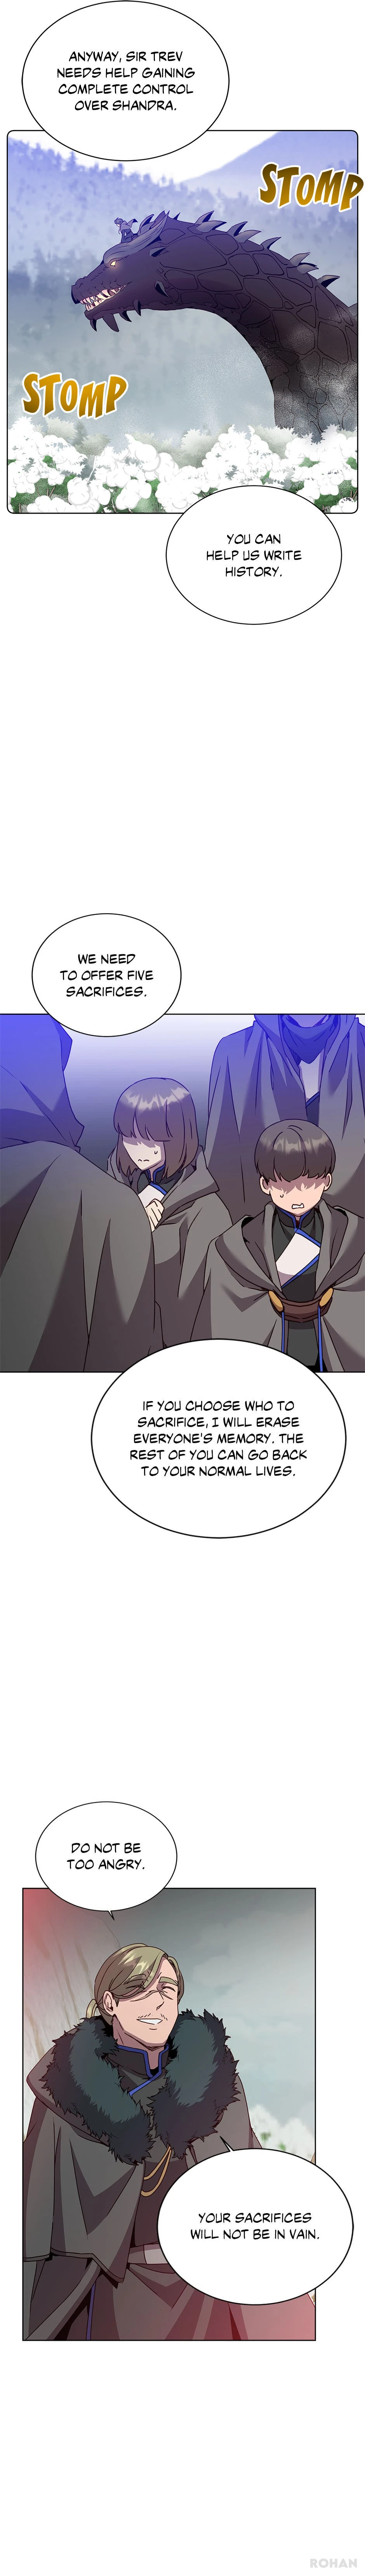 ANYWAY, SIR TREV
NEEDS HELP GAINING
COMPLETE CONTROL
OVER SHANDRA.
STOMP
STOMP
YOU CAN
HELP US WRITE
HISTORY.
WE NEED
TO OFFER FIVE
SACRIFICES.
IF YOU CHOOSE WHO TO
SACRIFICE, I WILL ERASE
EVERYONE'S MEMORY. THE
REST OF YOU CAN GO BACK
TO YOUR NORMAL LIVES.
DO NOT BE
TOO ANGRY.
YOUR SACRIFICES
WILL NOT BE IN VAIN.
ROHAN